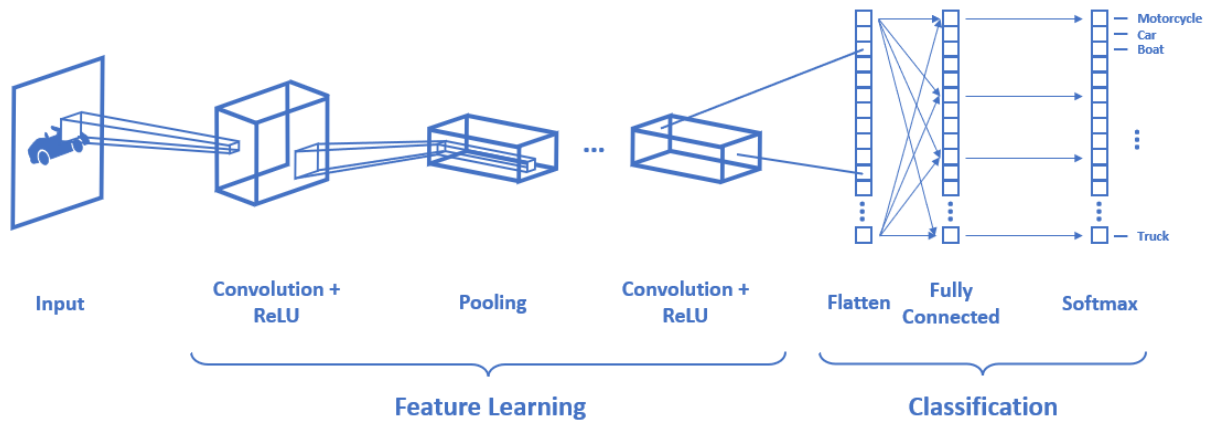 Motorcycle
Car
Boat
Truck
Input
Convolution +
ReLU
Pooling
Convolution +
ReLU
Flatten
Fully
Connected
Softmax
Feature Learning
Classification